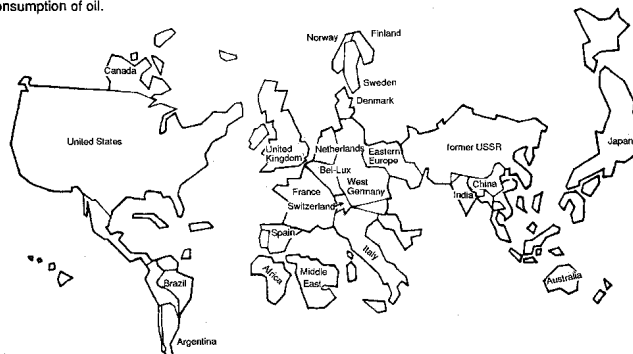 onsumption of oil.
Norway
Finland
Canada
Sweden
Denmark
United States
United
Kingdom
Netherlands
Eastern
Europe
former USSR
Japan
Bel-Lux
West
Germany
China
India
France
Switzerland
Spain
Italy
Africa
Middle
East
Brazil
Australia
Argentina